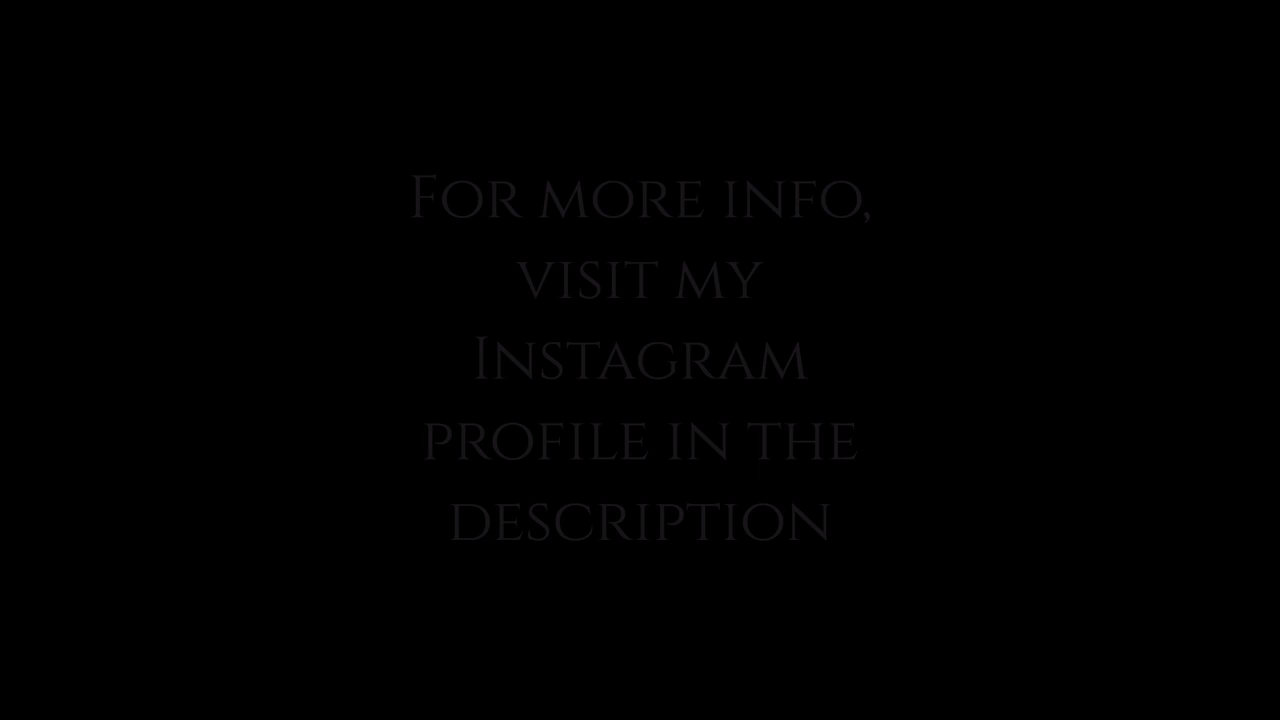 For more info,
visit my
Instagram
profile in the
description